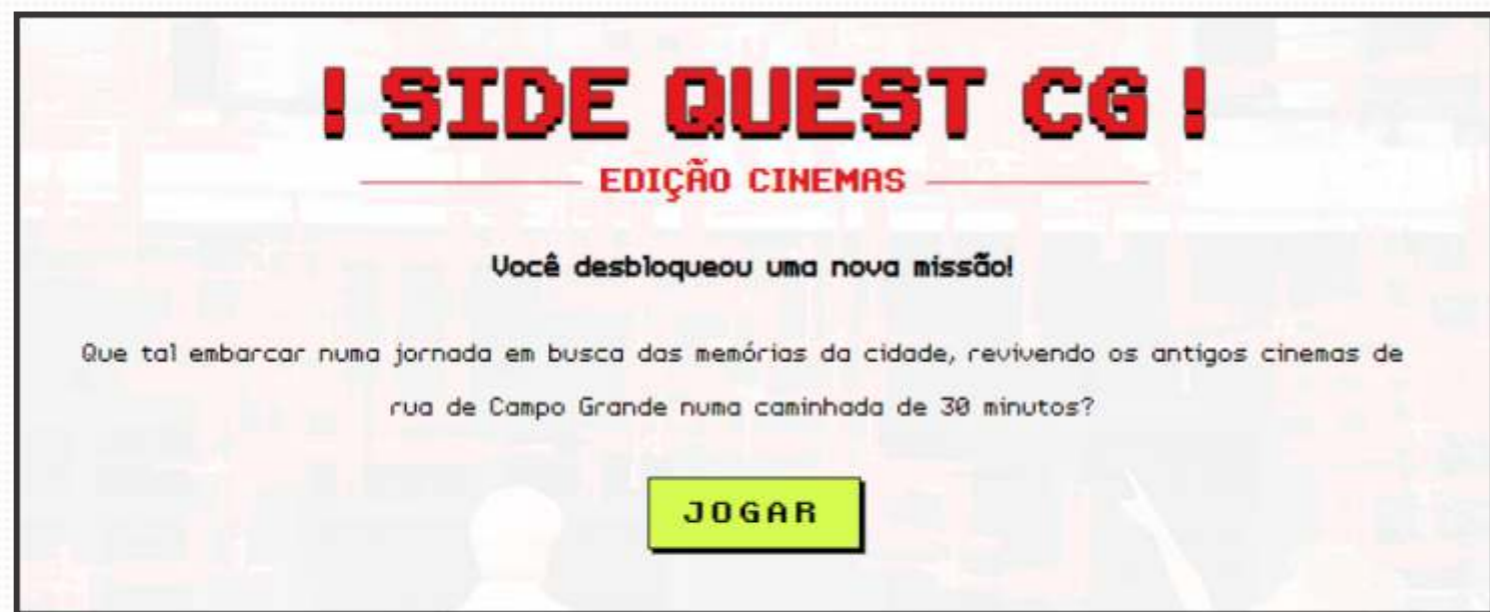 ! SIDE QUEST CG !
EDIÇÃO CINEMAS
Você desbloqueou uma nova missão!
Que tal embarcar numa jornada em busca das memórias da cidade, revivendo os antigos cinemas de
rua de Campo Grande numa caminhada de 30 minutos?
JOGAR